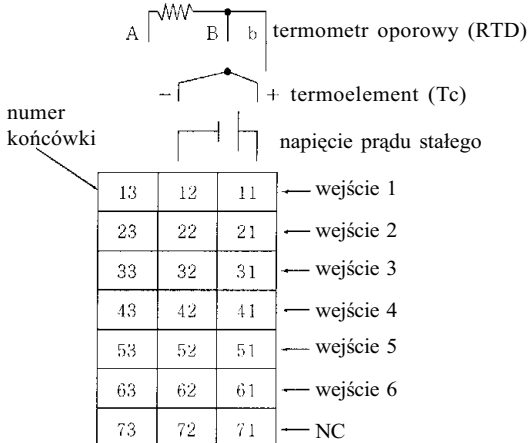 A B b termometr oporowy (RTD)
− + termoelement (Tc)
napięcie prądu stałego
numer
końcówki
13 12 11 wejście 1
23 22 21 wejście 2
33 32 31 wejście 3
43 42 41 wejście 4
53 52 51 wejście 5
63 62 61 wejście 6
73 72 71 NC